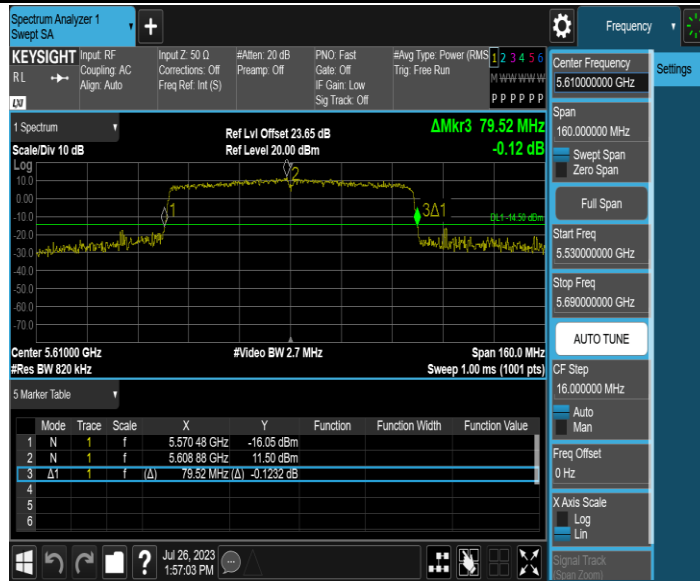 Spectrum Analyzer 1
Swept SA
Frequency
KEYSIGHT
Input: RF
Input Z: 50 Ω
#Atten: 20 dB
PNO: Fast
#Avg Type: Power (RMS
1 2 3 4 5 6
RL
Coupling: AC
Corrections: Off
Preamp: Off
Gate: Off
Trig: Free Run
M W W W W W
Align: Auto
Freq Ref: Int (S)
IF Gain: Low
Sig Track: Off
P P P P P P
LXI
Center Frequency
5.610000000 GHz
Settings
Span
160.000000 MHz
Swept Span
Zero Span
Full Span
Start Freq
5.530000000 GHz
Stop Freq
5.690000000 GHz
AUTO TUNE
CF Step
16.000000 MHz
Auto
Man
Freq Offset
0 Hz
X Axis Scale
Log
Lin
Signal Track
(Span Zoom)
1 Spectrum
Scale/Div 10 dB
Ref Lvl Offset 23.65 dB
Ref Level 20.00 dBm
ΔMkr3 79.52 MHz
-0.12 dB
Log
10.0
0.00
-10.0
-20.0
-30.0
-40.0
-50.0
-60.0
-70.0
1
2
3Δ1
DL1 -14.50 dBm
Center 5.61000 GHz
#Video BW 2.7 MHz
Span 160.0 MHz
#Res BW 820 kHz
Sweep 1.00 ms (1001 pts)
5 Marker Table
Mode Trace Scale X Y Function Function Width Function Value
1 N 1 f 5.570 48 GHz -16.05 dBm
2 N 1 f 5.608 88 GHz 11.50 dBm
3 Δ1 1 f (Δ) 79.52 MHz (Δ) -0.1232 dB
4
5
6
?
Jul 26, 2023
1:57:03 PM